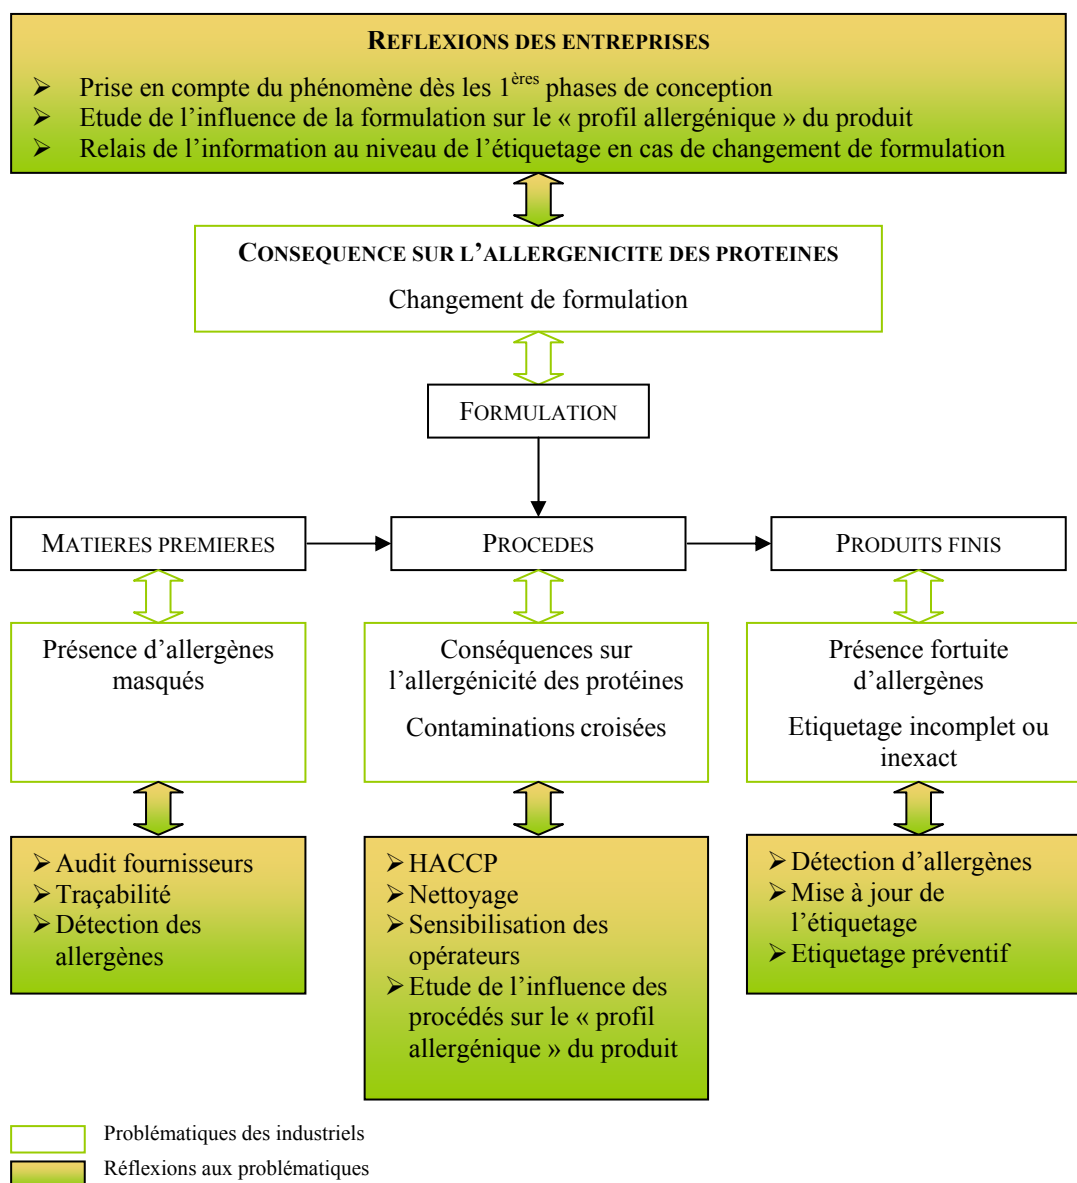 REFLEXIONS DES ENTREPRISES
➢ Prise en compte du phénomène dès les 1ères phases de conception
➢ Etude de l’influence de la formulation sur le « profil allergénique » du produit
➢ Relais de l’information au niveau de l’étiquetage en cas de changement de formulation
CONSEQUENCE SUR L’ALLERGENICITE DES PROTEINES
Changement de formulation
FORMULATION
MATIERES PREMIERES
PROCEDES
PRODUITS FINIS
Présence d’allergènes
masqués
Conséquences sur
l’allergénicité des protéines
Contaminations croisées
Présence fortuite
d’allergènes
Etiquetage incomplet ou
inexact
➢ Audit fournisseurs
➢ Traçabilité
➢ Détection des
allergènes
➢ HACCP
➢ Nettoyage
➢ Sensibilisation des
opérateurs
➢ Etude de l’influence des
procédés sur le « profil
allergénique » du produit
➢ Détection d’allergènes
➢ Mise à jour de
l’étiquetage
➢ Etiquetage préventif
Problématiques des industriels
Réflexions aux problématiques